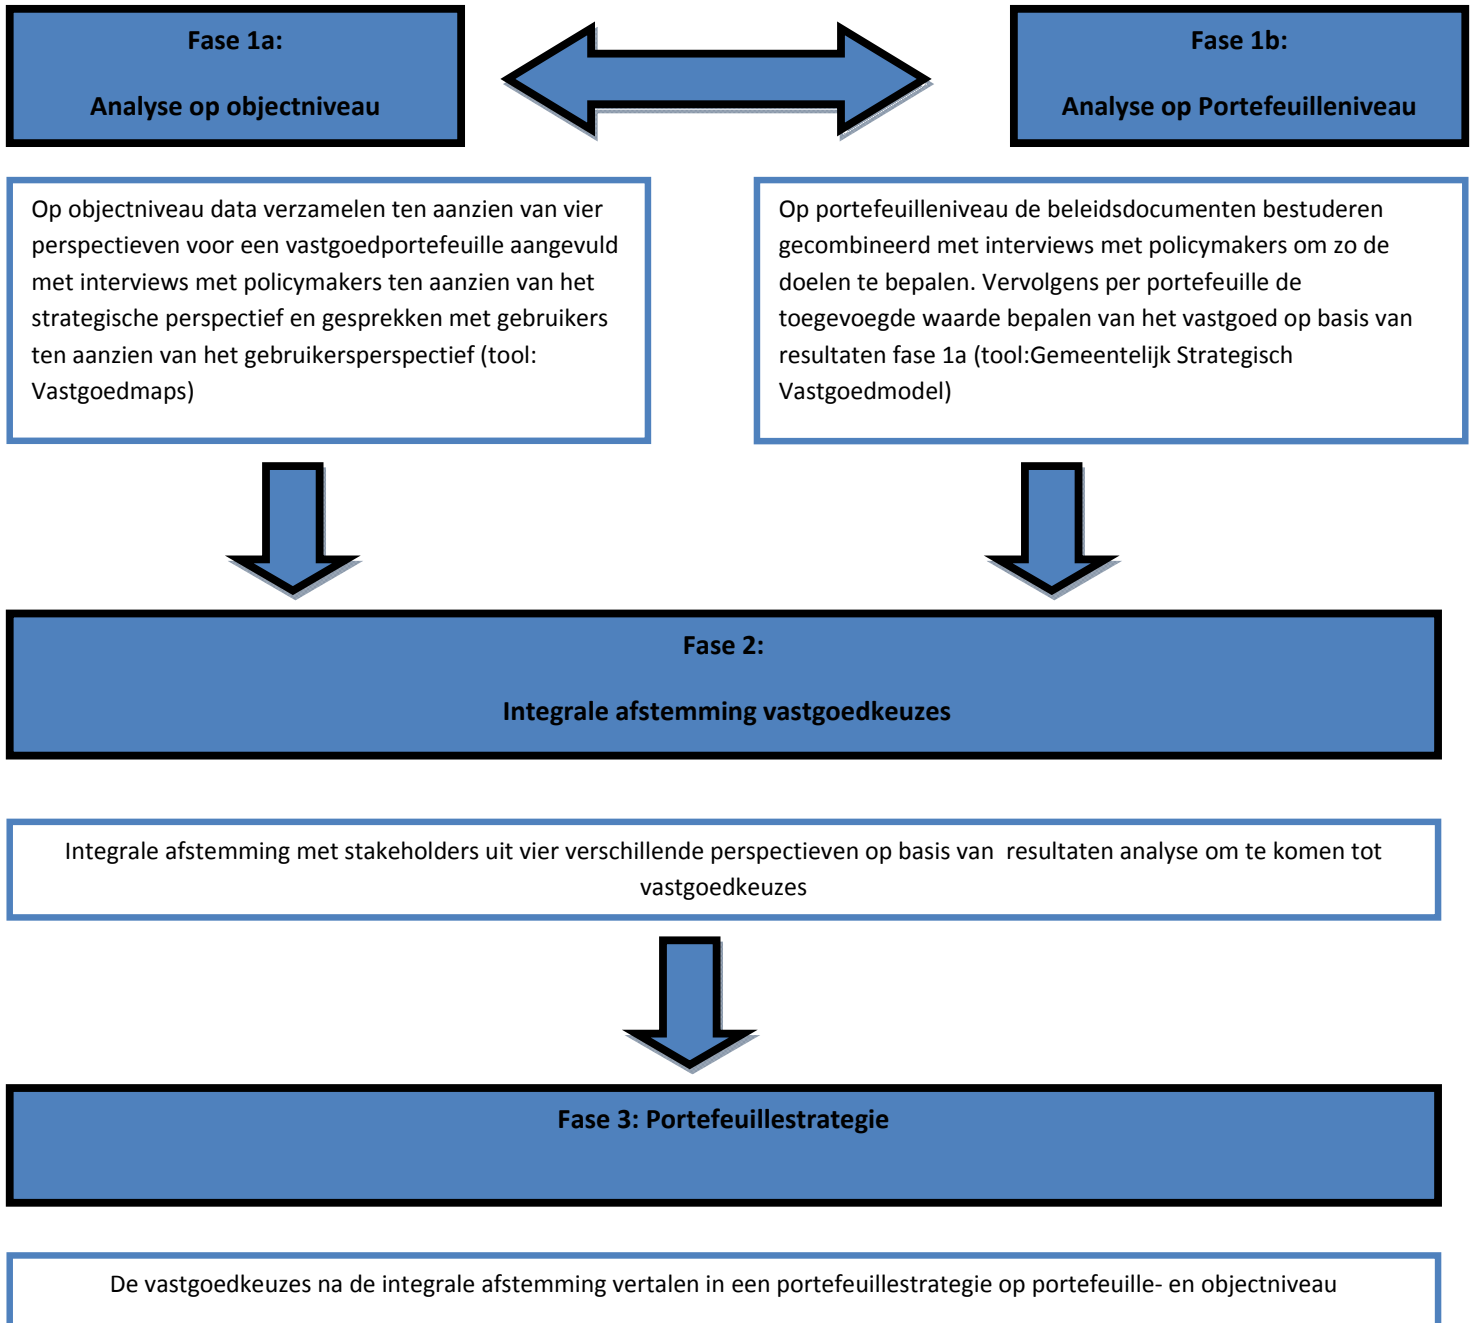 Fase 1a:
Analyse op objectniveau
Fase 1b:
Analyse op Portefeuilleniveau
Op objectniveau data verzamelen ten aanzien van vier
perspectieven voor een vastgoedportefeuille aangevuld
met interviews met policymakers ten aanzien van het
strategische perspectief en gesprekken met gebruikers
ten aanzien van het gebruikersperspectief (tool:
Vastgoedmaps)
Op portefeuilleniveau de beleidsdocumenten bestuderen
gecombineerd met interviews met policymakers om zo de
doelen te bepalen. Vervolgens per portefeuille de
toegevoegde waarde bepalen van het vastgoed op basis van
resultaten fase 1a (tool:Gemeentelijk Strategisch
Vastgoedmodel)
Fase 2:
Integrale afstemming vastgoedkeuzes
Integrale afstemming met stakeholders uit vier verschillende perspectieven op basis van  resultaten analyse om te komen tot
vastgoedkeuzes
Fase 3: Portefeuillestrategie
De vastgoedkeuzes na de integrale afstemming vertalen in een portefeuillestrategie op portefeuille- en objectniveau